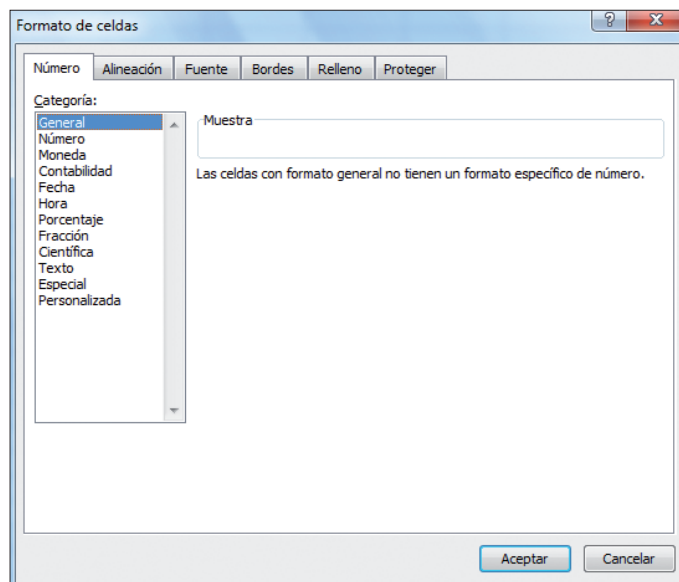 Formato de celdas
?
Número Alineación Fuente Bordes Relleno Proteger
Categoría:
General
Número
Moneda
Contabilidad
Fecha
Hora
Porcentaje
Fracción
Científica
Texto
Especial
Personalizada
Muestra
Las celdas con formato general no tienen un formato específico de número.
Aceptar Cancelar